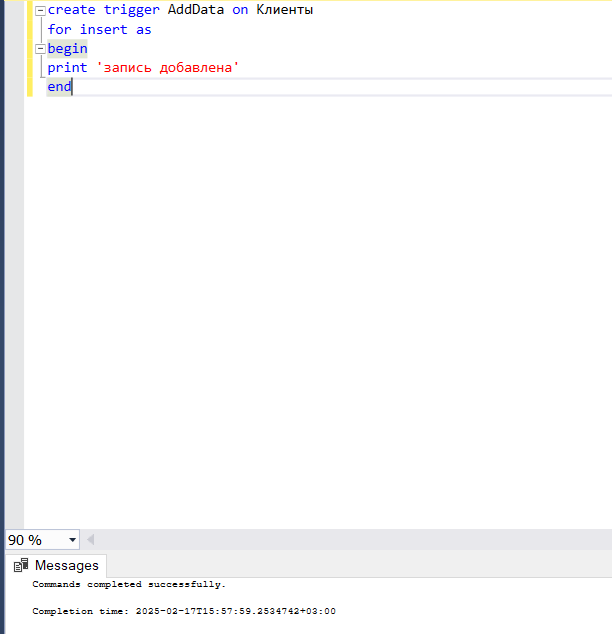 create trigger AddData on Клиенты
for insert as
begin
print 'запись добавлена'
end
90 %
Messages
Commands completed successfully.
Completion time: 2025-02-17T15:57:59.2534742+03:00